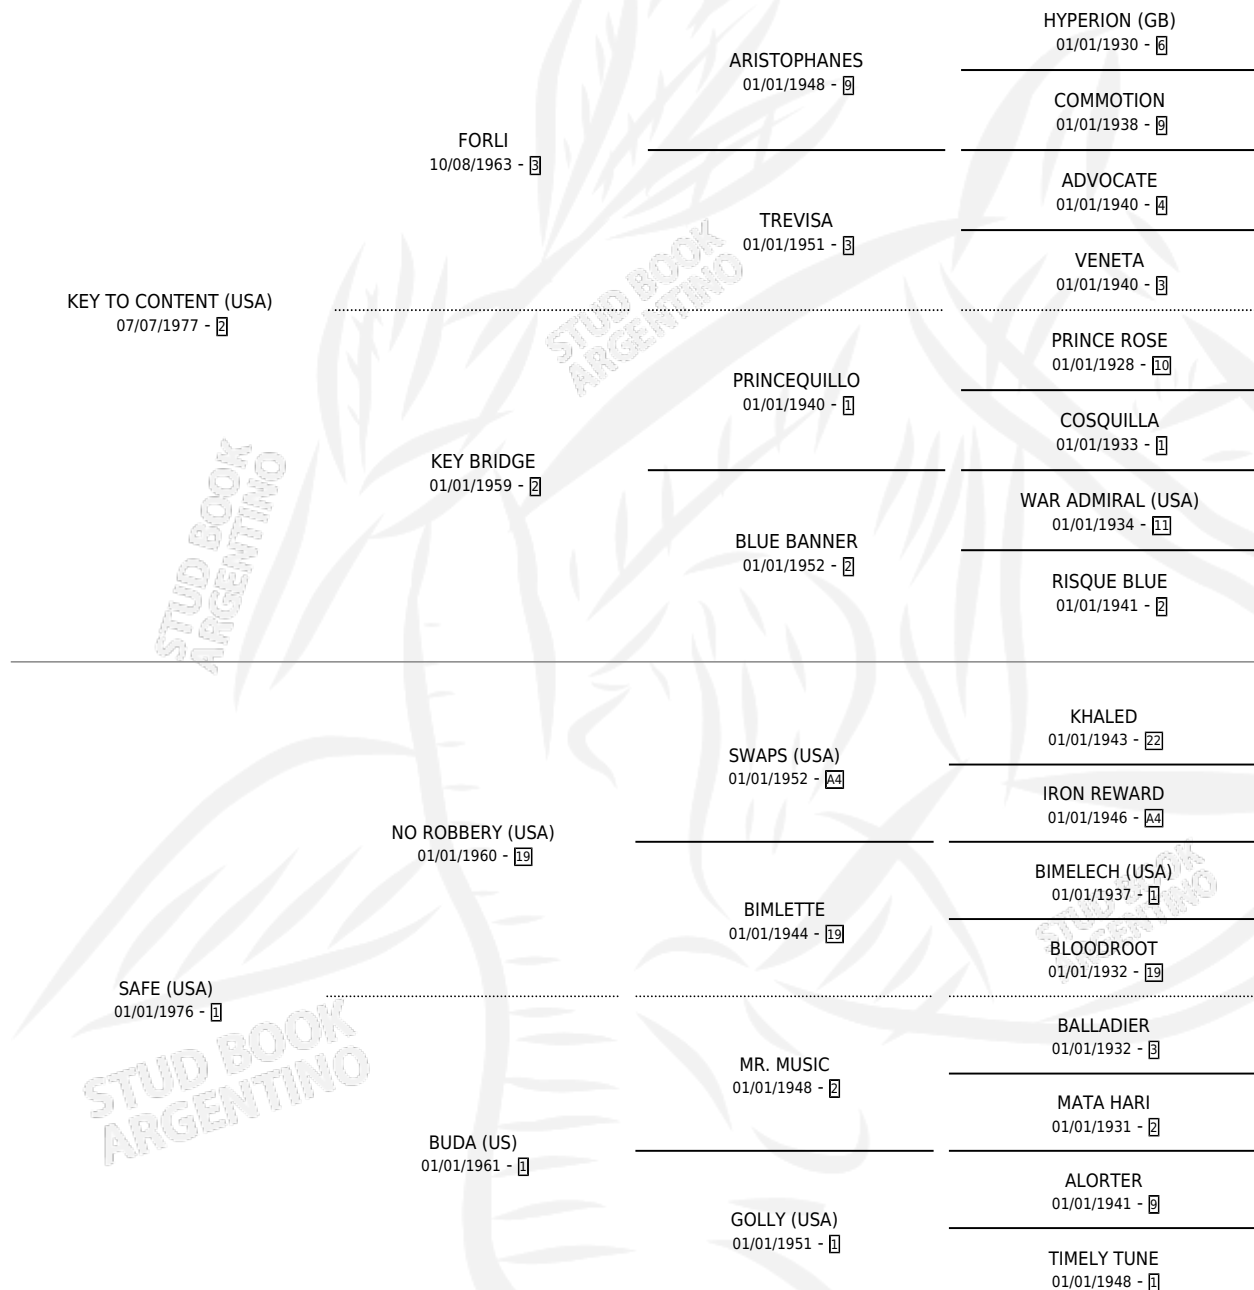 HYPERION (GB)
01/01/1930 - 6
ARISTOPHANES
01/01/1948 - 9
COMMOTION
01/01/1938 - 9
FORLI
10/08/1963 - 3
ADVOCATE
01/01/1940 - 4
TREVISA
01/01/1951 - 3
VENETA
01/01/1940 - 3
KEY TO CONTENT (USA)
07/07/1977 - 2
PRINCE ROSE
01/01/1928 - 10
PRINCEQUILLO
01/01/1940 - 1
COSQUILLA
01/01/1933 - 1
KEY BRIDGE
01/01/1959 - 2
WAR ADMIRAL (USA)
01/01/1934 - 11
BLUE BANNER
01/01/1952 - 2
RISQUE BLUE
01/01/1941 - 2
KHALED
01/01/1943 - 22
SWAPS (USA)
01/01/1952 - A4
IRON REWARD
01/01/1946 - A4
NO ROBBERY (USA)
01/01/1960 - 19
BIMELECH (USA)
01/01/1937 - 1
BIMLETTE
01/01/1944 - 19
BLOODROOT
01/01/1932 - 19
SAFE (USA)
01/01/1976 - 1
BALLADIER
01/01/1932 - 3
MR. MUSIC
01/01/1948 - 2
MATA HARI
01/01/1931 - 2
BUDA (US)
01/01/1961 - 1
ALORTER
01/01/1941 - 9
GOLLY (USA)
01/01/1951 - 1
TIMELY TUNE
01/01/1948 - 1
STUD BOOK
ARGENTINO
STUD BOOK
ARGENTINO
STUD BOOK
ARGENTINO
STUD BOOK
ARGENTINO